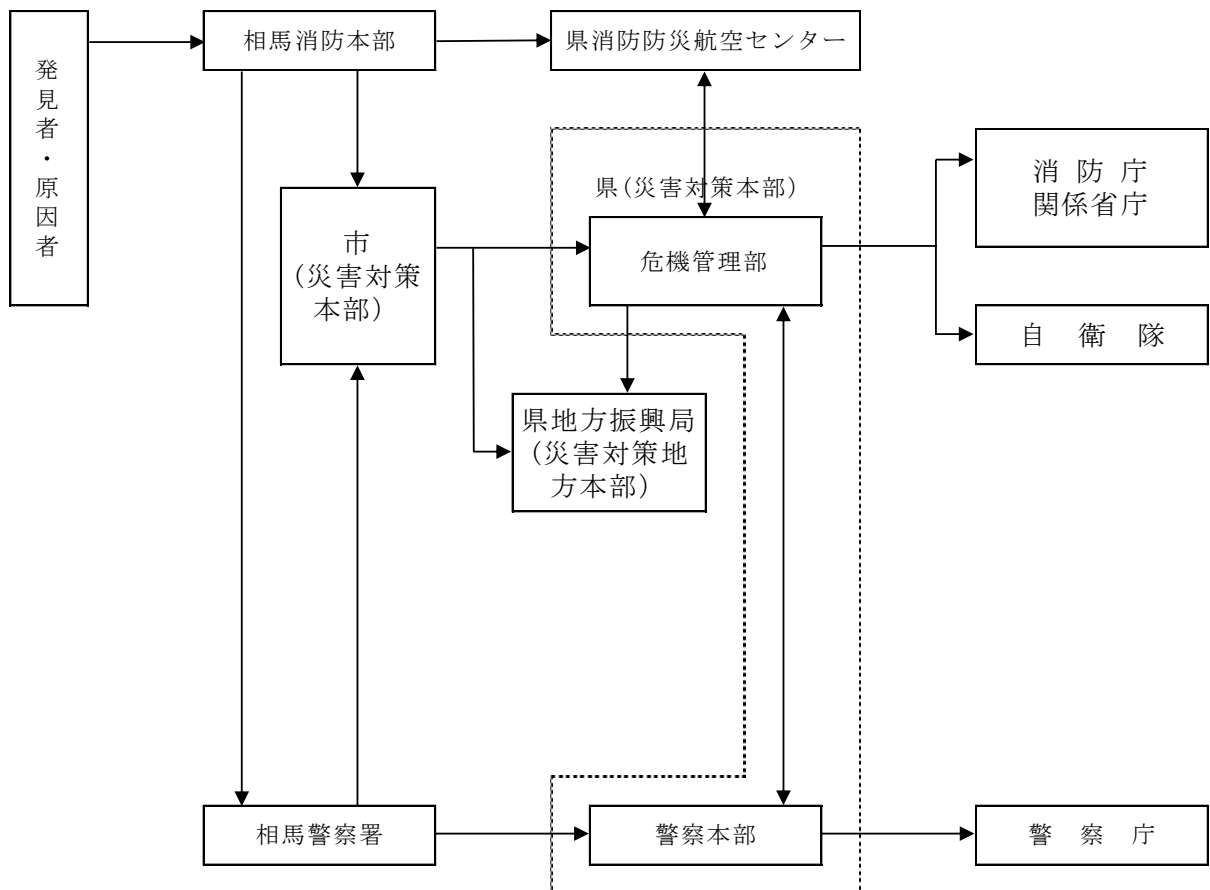 発見者・原因者
相馬消防本部
県消防防災航空センター
県(災害対策本部)
消防庁
関係省庁
市
(災害対策
本部)
危機管理部
自衛隊
県地方振興局
(災害対策地
方本部)
相馬警察署
警察本部
警察庁